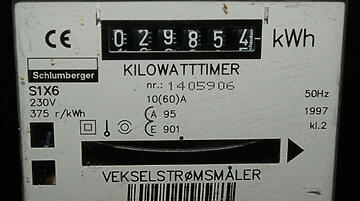 CE 029854 kWh
Schlumberger
KILOWATTTIMER
S1X6
nr.: 1405906
230V
10(60)A
50Hz
375 r/kWh
A 95
1997
E 901
kl.2
VEKSELSTRØMSMÅLER